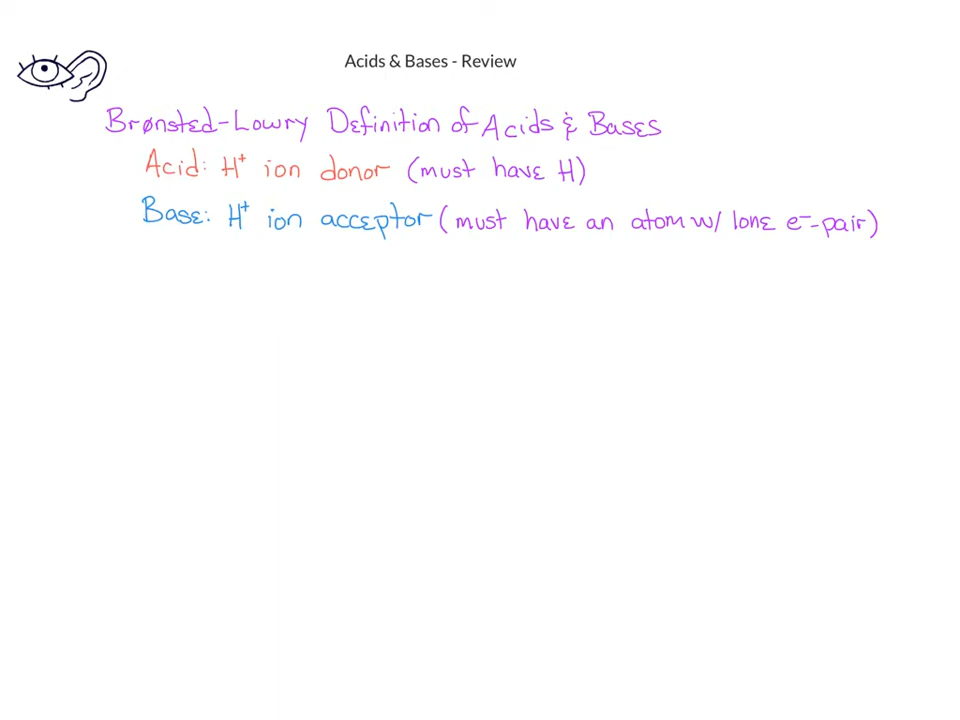 Acids & Bases - Review
Brønsted-Lowry Definition of Acids & Bases
Acid: H⁺ ion donor (must have H)
Base: H⁺ ion acceptor (must have an atom w/ lone e⁻-pair)